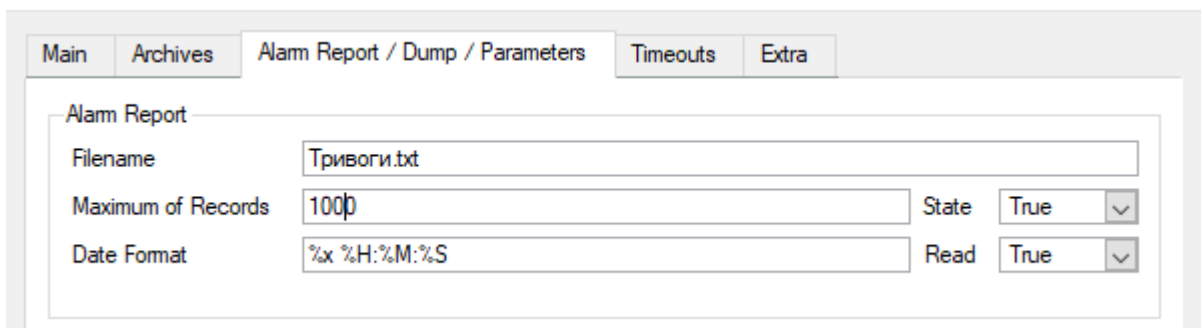 Main Archives Alarm Report / Dump / Parameters Timeouts Extra
Alarm Report
Filename Тривоги.txt
Maximum of Records 1000 State True
Date Format %x %H:%M:%S Read True